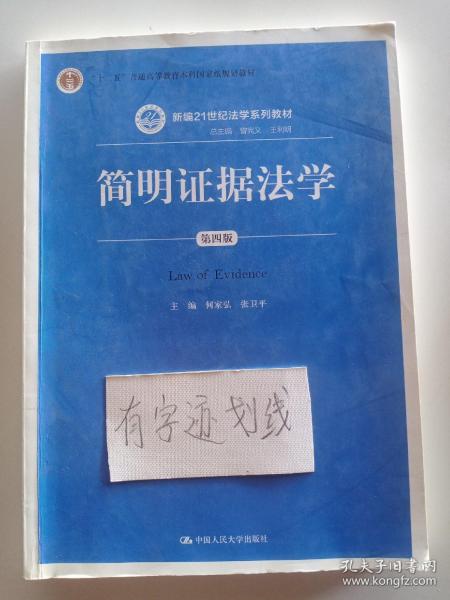 "十二五"普通高等教育本科国家级规划教材
新编21世纪法学系列教材
总主编 曾宪义 王利明
简明证据法学
第四版
Law of Evidence
主 编 何家弘 张卫平
有字迹划线
中国人民大学出版社
孔夫子旧书网
www.kongfz.com